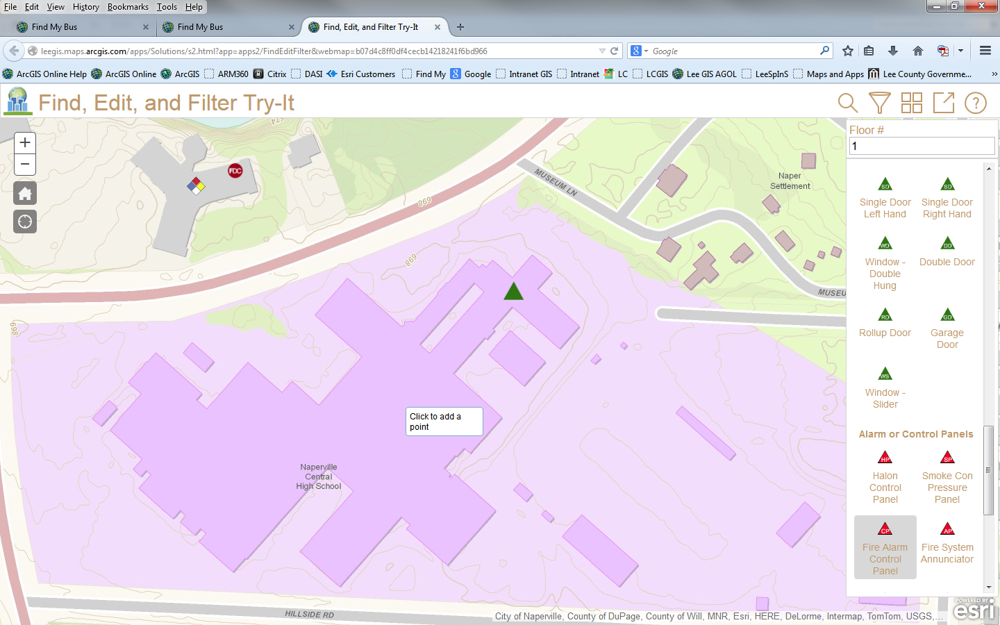 File Edit View History Bookmarks Tools Help
Find My Bus
Find My Bus
Find, Edit, and Filter Try-It
leegis.maps.arcgis.com/apps/Solutions/s2.html?app=apps2/FindEditFilter&webmap=b07d4c8ff0df4cecb14218241f6bd966
Google
ArcGIS Online Help ArcGIS Online ArcGIS ARM360 Citrix DASI Esri Customers Find My Google Intranet GIS Intranet LC LCGIS Lee GIS AGOL LeeSpInS Maps and Apps Lee County Governme...
Find, Edit, and Filter Try-It
Floor #
1
674
FDC
MUSEUM LN
Naper
Settlement
869
869
869
MUSEU
Click to add a
point
Naperville
Central
High School
HILLSIDE RD
SD
SD
Single Door
Left Hand
Single Door
Right Hand
WD
DD
Window -
Double
Hung
Double Door
RD
GD
Rollup Door
Garage
Door
WS
Window -
Slider
Alarm or Control Panels
HP
SP
Halon
Control
Panel
Smoke Con
Pressure
Panel
CP
AP
Fire Alarm
Control
Panel
Fire System
Annunciator
City of Naperville, County of DuPage, County of Will, MNR, Esri, HERE, DeLorme, Intermap, TomTom, USGS,...
POWERED BY
esri